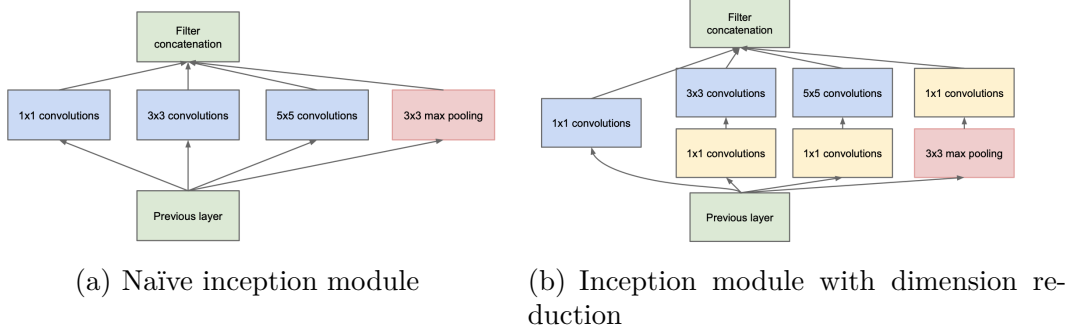 Filter
concatenation
1x1 convolutions
3x3 convolutions
5x5 convolutions
3x3 max pooling
Previous layer
(a) Naïve inception module
Filter
concatenation
3x3 convolutions
5x5 convolutions
1x1 convolutions
1x1 convolutions
1x1 convolutions
1x1 convolutions
3x3 max pooling
Previous layer
(b) Inception module with dimension re-
duction